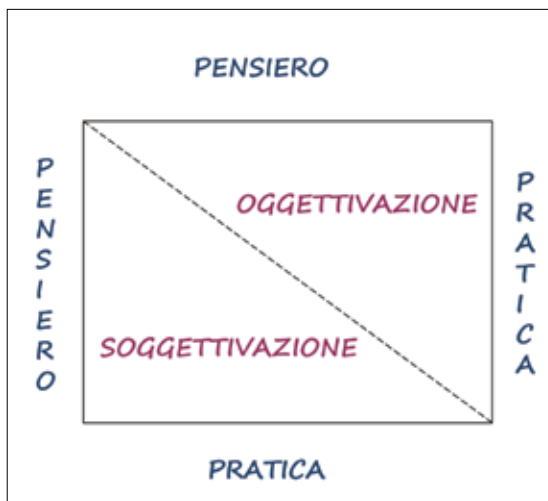 PENSIERO
PENSIERO
OGGETTIVAZIONE
PRATICA
SOGGETTIVAZIONE
PRATICA